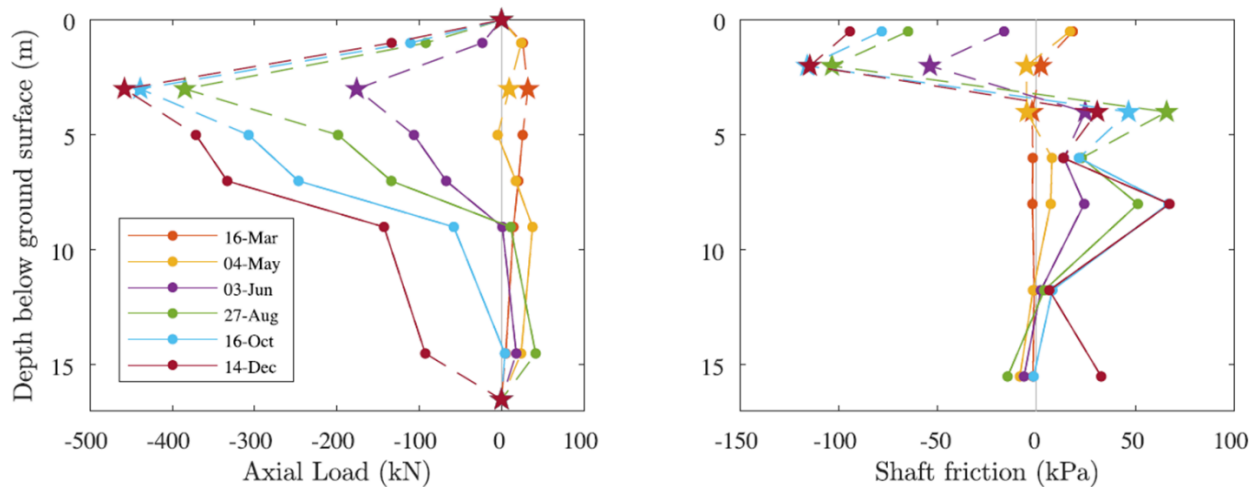 Depth below ground surface (m)
0
5
10
15
16-Mar
04-May
03-Jun
27-Aug
16-Oct
14-Dec
-500 -400 -300 -200 -100 0 100
Axial Load (kN)
0
5
10
15
-150 -100 -50 0 50 100
Shaft friction (kPa)